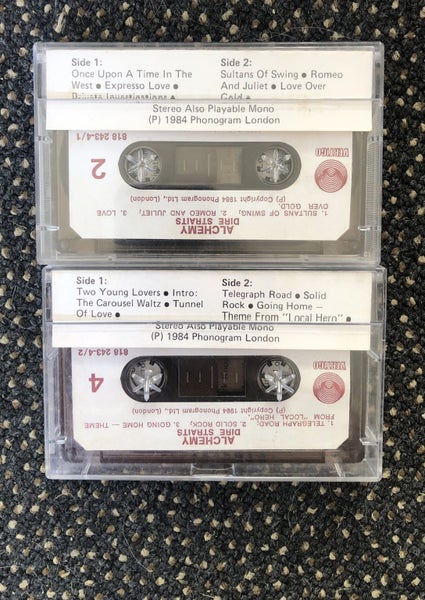 Side 1:
Once Upon A Time In The
West ● Expresso Love ●
Private Investigations ●
Side 2:
Sultans Of Swing ● Romeo
And Juliet ● Love Over
Gold ●
Stereo Also Playable Mono
(P) 1984 Phonogram London
818 243-4/1
2
VERTIGO
(P) Copyright 1984 Phonogram Ltd., (London)
1. SULTANS OF SWING; 2. ROMEO AND JULIET; 3. LOVE
OVER GOLD.
DIRE STRAITS
ALCHEMY
Side 1:
Two Young Lovers ● Intro:
The Carousel Waltz ● Tunnel
Of Love ●
Side 2:
Telegraph Road ● Solid
Rock ● Going Home —
Theme From "Local Hero" ●
Stereo Also Playable Mono
(P) 1984 Phonogram London
818 243-4/2
4
VERTIGO
(P) Copyright 1984 Phonogram Ltd., (London)
1. TELEGRAPH ROAD; 2. SOLID ROCK; 3. GOING HOME — THEME
FROM "LOCAL HERO".
DIRE STRAITS
ALCHEMY